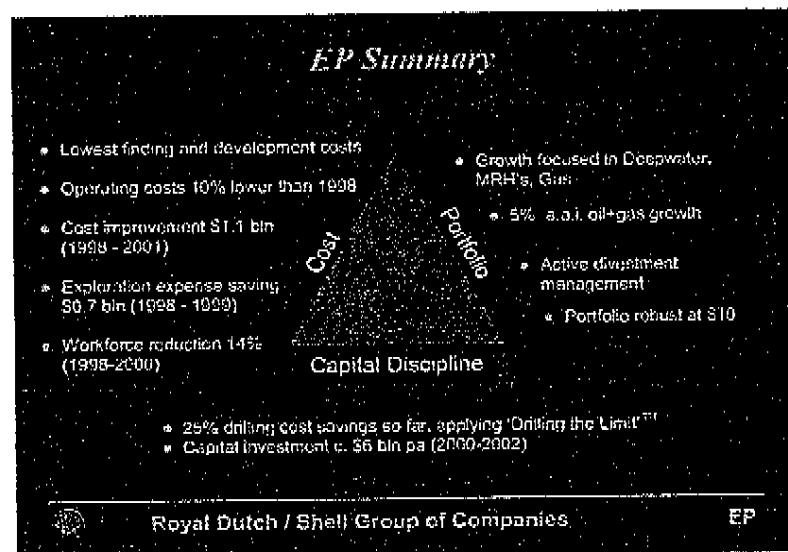 EP Summary
• Lowest finding and development costs
• Operating costs 10% lower than 1998
• Cost improvement $1.1 bln
(1998 - 2001)
• Exploration expense saving
$0.7 bln (1998 - 1999)
• Workforce reduction 14%
(1998-2000)
Cost
Portfolio
Capital Discipline
• Growth focused in Deepwater,
MRH's, Gas
• 5% a.a.i. oil+gas growth
• Active divestment
management
• Portfolio robust at $10
• 25% drilling cost savings so far, applying 'Drilling the Limit'™
• Capital investment c. $6 bln pa (2000-2002)
Royal Dutch / Shell Group of Companies
EP